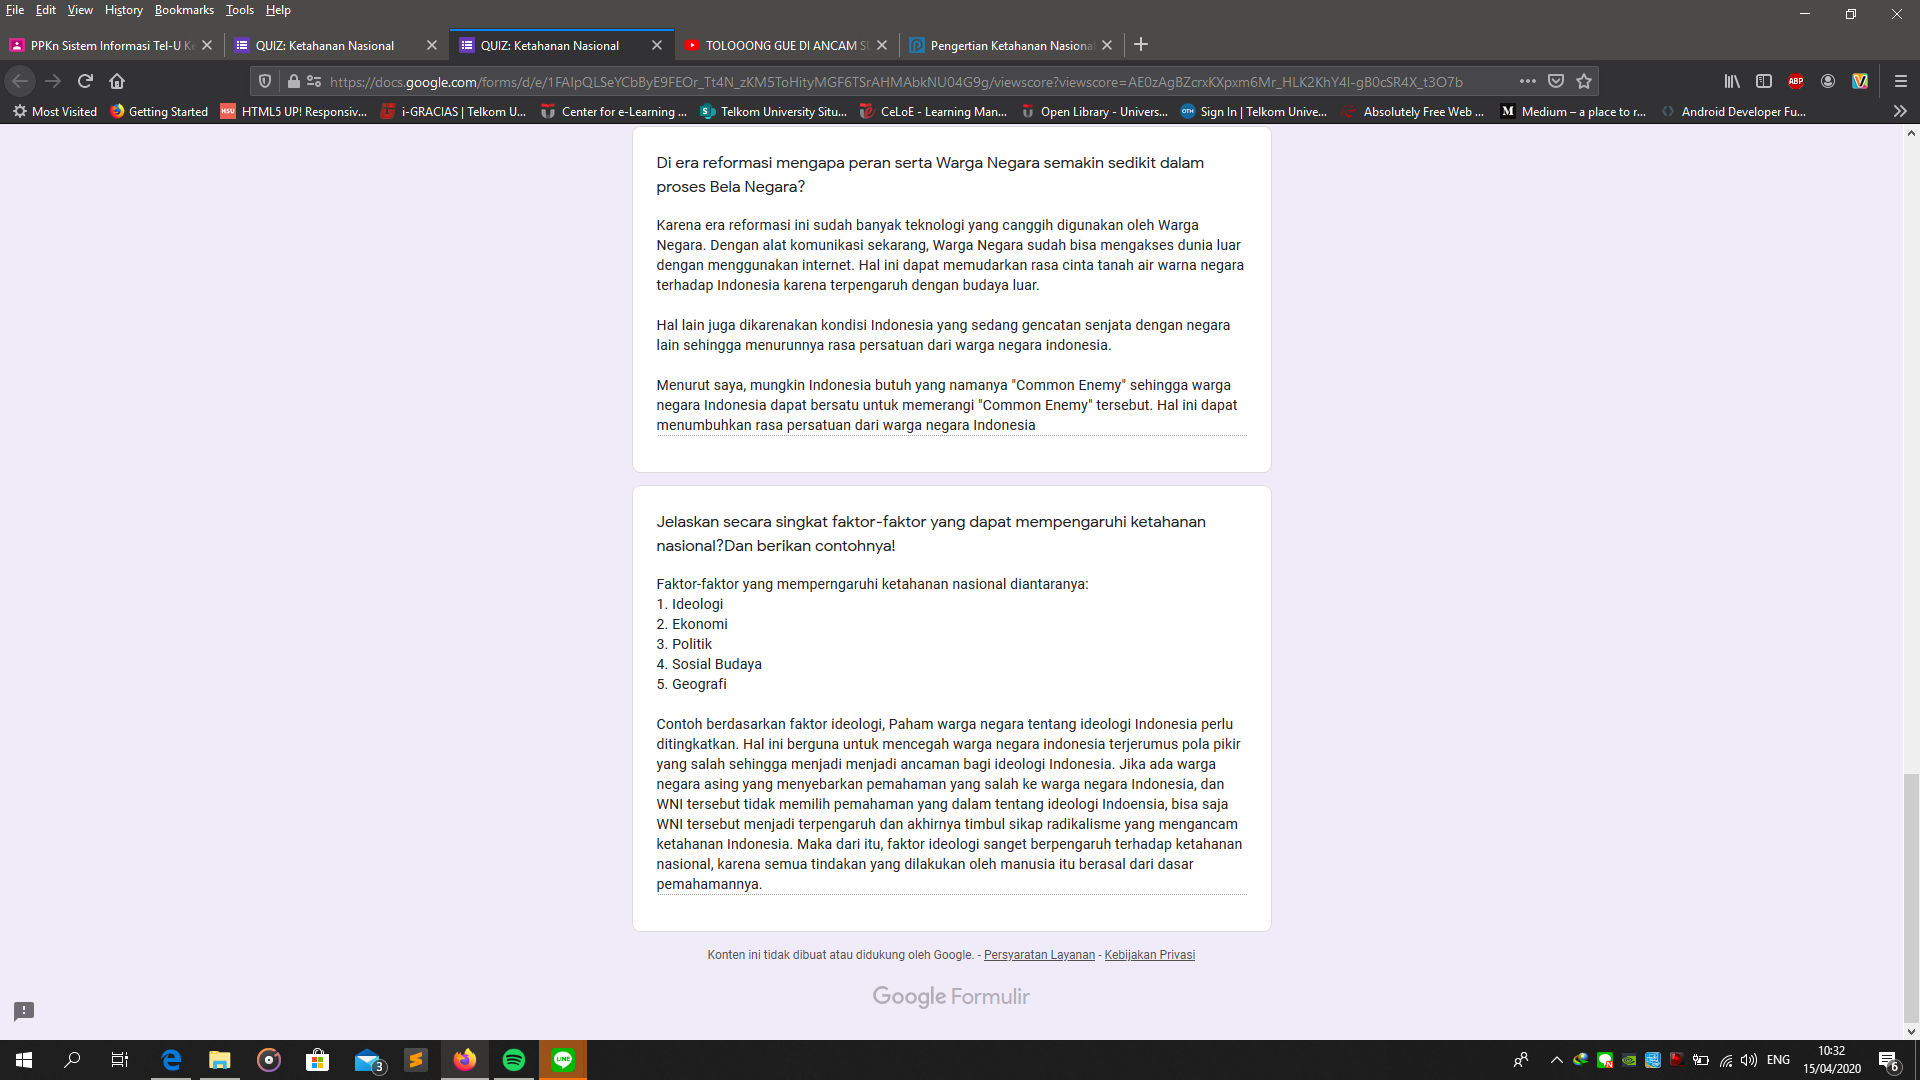 File Edit View History Bookmarks Tools Help
PPKn Sistem Informasi Tel-U K
QUIZ: Ketahanan Nasional
QUIZ: Ketahanan Nasional
TOLOOONG GUE DI ANCAM S
Pengertian Ketahanan Nasiona
https://docs.google.com/forms/d/e/1FAIpQLSeYCbByE9FEOr_Tt4N_zKM5ToHityMGF6TSrAHMAbkNU04G9g/viewscore?viewscore=AE0zAgBZcrxKXpxm6Mr_HLK2KhY4I-gB0cSR4X_t3O7b
ABP
Most Visited Getting Started HTML5 UP! Responsiv... i-GRACIAS | Telkom U... Center for e-Learning ... Telkom University Situ... CeLoE - Learning Man... Open Library - Univers... Sign In | Telkom Unive... Absolutely Free Web ... Medium – a place to r... Android Developer Fu...
Di era reformasi mengapa peran serta Warga Negara semakin sedikit dalam
proses Bela Negara?
Karena era reformasi ini sudah banyak teknologi yang canggih digunakan oleh Warga
Negara. Dengan alat komunikasi sekarang, Warga Negara sudah bisa mengakses dunia luar
dengan menggunakan internet. Hal ini dapat memudarkan rasa cinta tanah air warna negara
terhadap Indonesia karena terpengaruh dengan budaya luar.
Hal lain juga dikarenakan kondisi Indonesia yang sedang gencatan senjata dengan negara
lain sehingga menurunnya rasa persatuan dari warga negara indonesia.
Menurut saya, mungkin Indonesia butuh yang namanya "Common Enemy" sehingga warga
negara Indonesia dapat bersatu untuk memerangi "Common Enemy" tersebut. Hal ini dapat
menumbuhkan rasa persatuan dari warga negara Indonesia
Jelaskan secara singkat faktor-faktor yang dapat mempengaruhi ketahanan
nasional?Dan berikan contohnya!
Faktor-faktor yang memperngaruhi ketahanan nasional diantaranya:
1. Ideologi
2. Ekonomi
3. Politik
4. Sosial Budaya
5. Geografi
Contoh berdasarkan faktor ideologi, Paham warga negara tentang ideologi Indonesia perlu
ditingkatkan. Hal ini berguna untuk mencegah warga negara indonesia terjerumus pola pikir
yang salah sehingga menjadi menjadi ancaman bagi ideologi Indonesia. Jika ada warga
negara asing yang menyebarkan pemahaman yang salah ke warga negara Indonesia, dan
WNI tersebut tidak memilih pemahaman yang dalam tentang ideologi Indoensia, bisa saja
WNI tersebut menjadi terpengaruh dan akhirnya timbul sikap radikalisme yang mengancam
ketahanan Indonesia. Maka dari itu, faktor ideologi sanget berpengaruh terhadap ketahanan
nasional, karena semua tindakan yang dilakukan oleh manusia itu berasal dari dasar
pemahamannya.
Konten ini tidak dibuat atau didukung oleh Google. - Persyaratan Layanan - Kebijakan Privasi
Google Formulir
3
LINE
ENG
10:32
15/04/2020
6